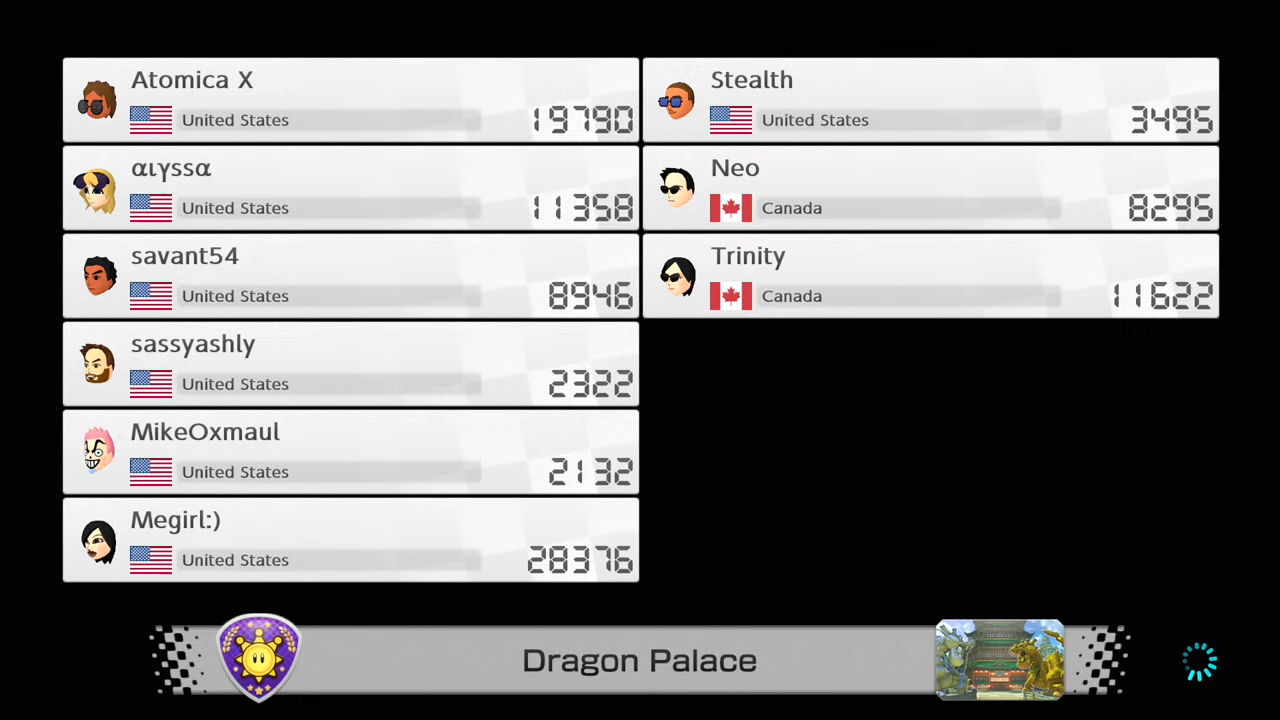 Atomica X
United States 19790
αιγssα
United States 11358
savant54
United States 8946
sassyashly
United States 2322
MikeOxmaul
United States 2132
Megirl:)
United States 28376
Stealth
United States 3495
Neo
Canada 8295
Trinity
Canada 11622
Dragon Palace